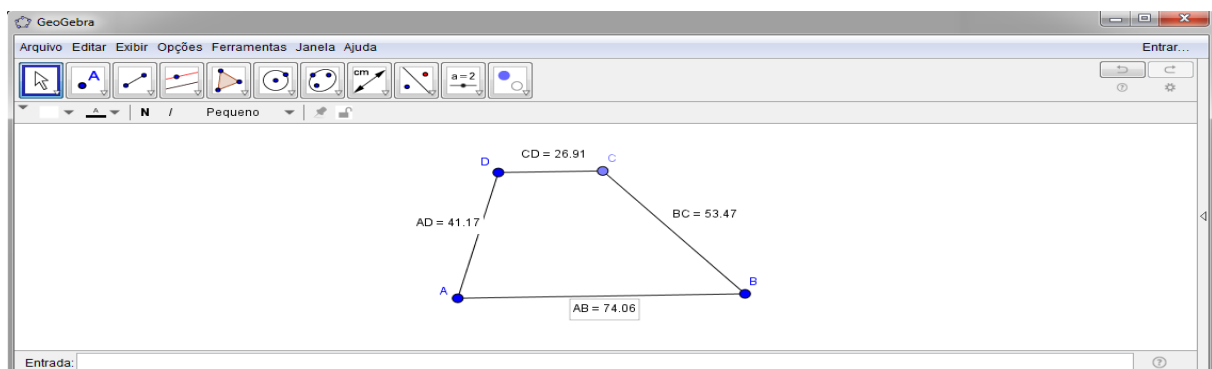 GeoGebra
Arquivo Editar Exibir Opções Ferramentas Janela Ajuda Entrar...
A cm a=2
A N I Pequeno
D CD = 26.91 C
AD = 41.17 BC = 53.47
A B
AB = 74.06
Entrada: